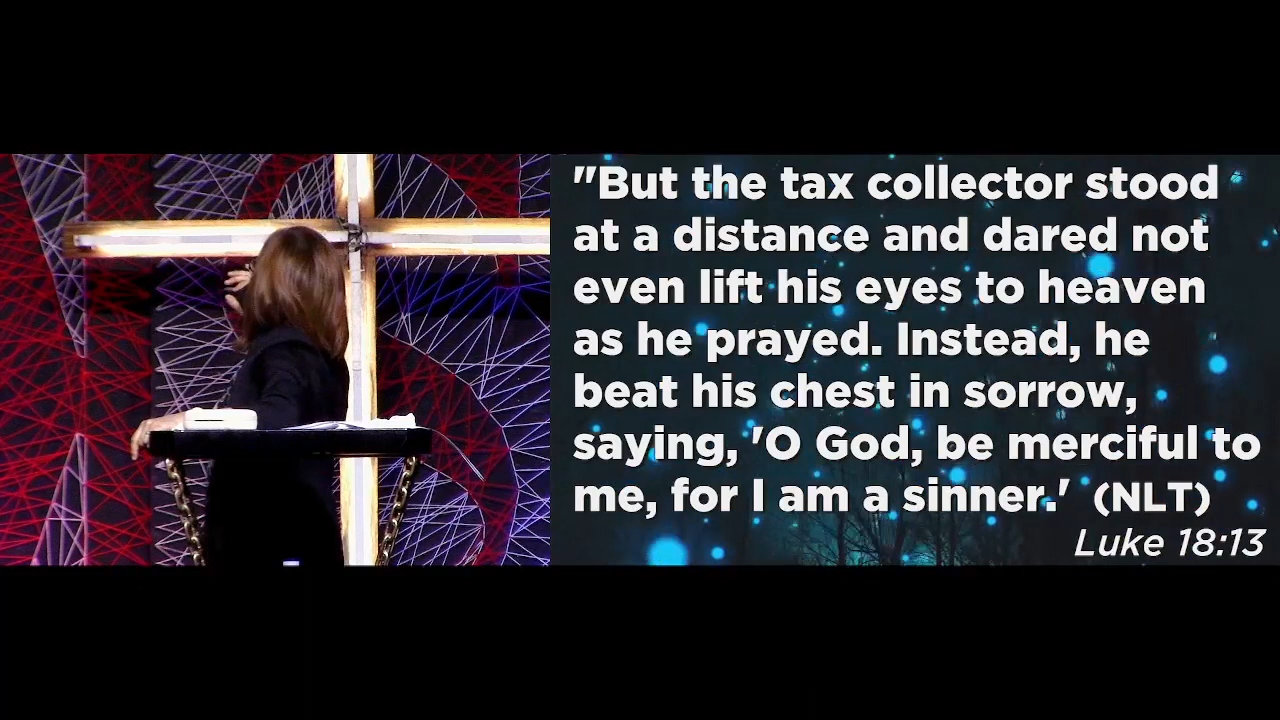 "But the tax collector stood
at a distance and dared not
even lift his eyes to heaven
as he prayed. Instead, he
beat his chest in sorrow,
saying, 'O God, be merciful to
me, for I am a sinner.' (NLT)
Luke 18:13